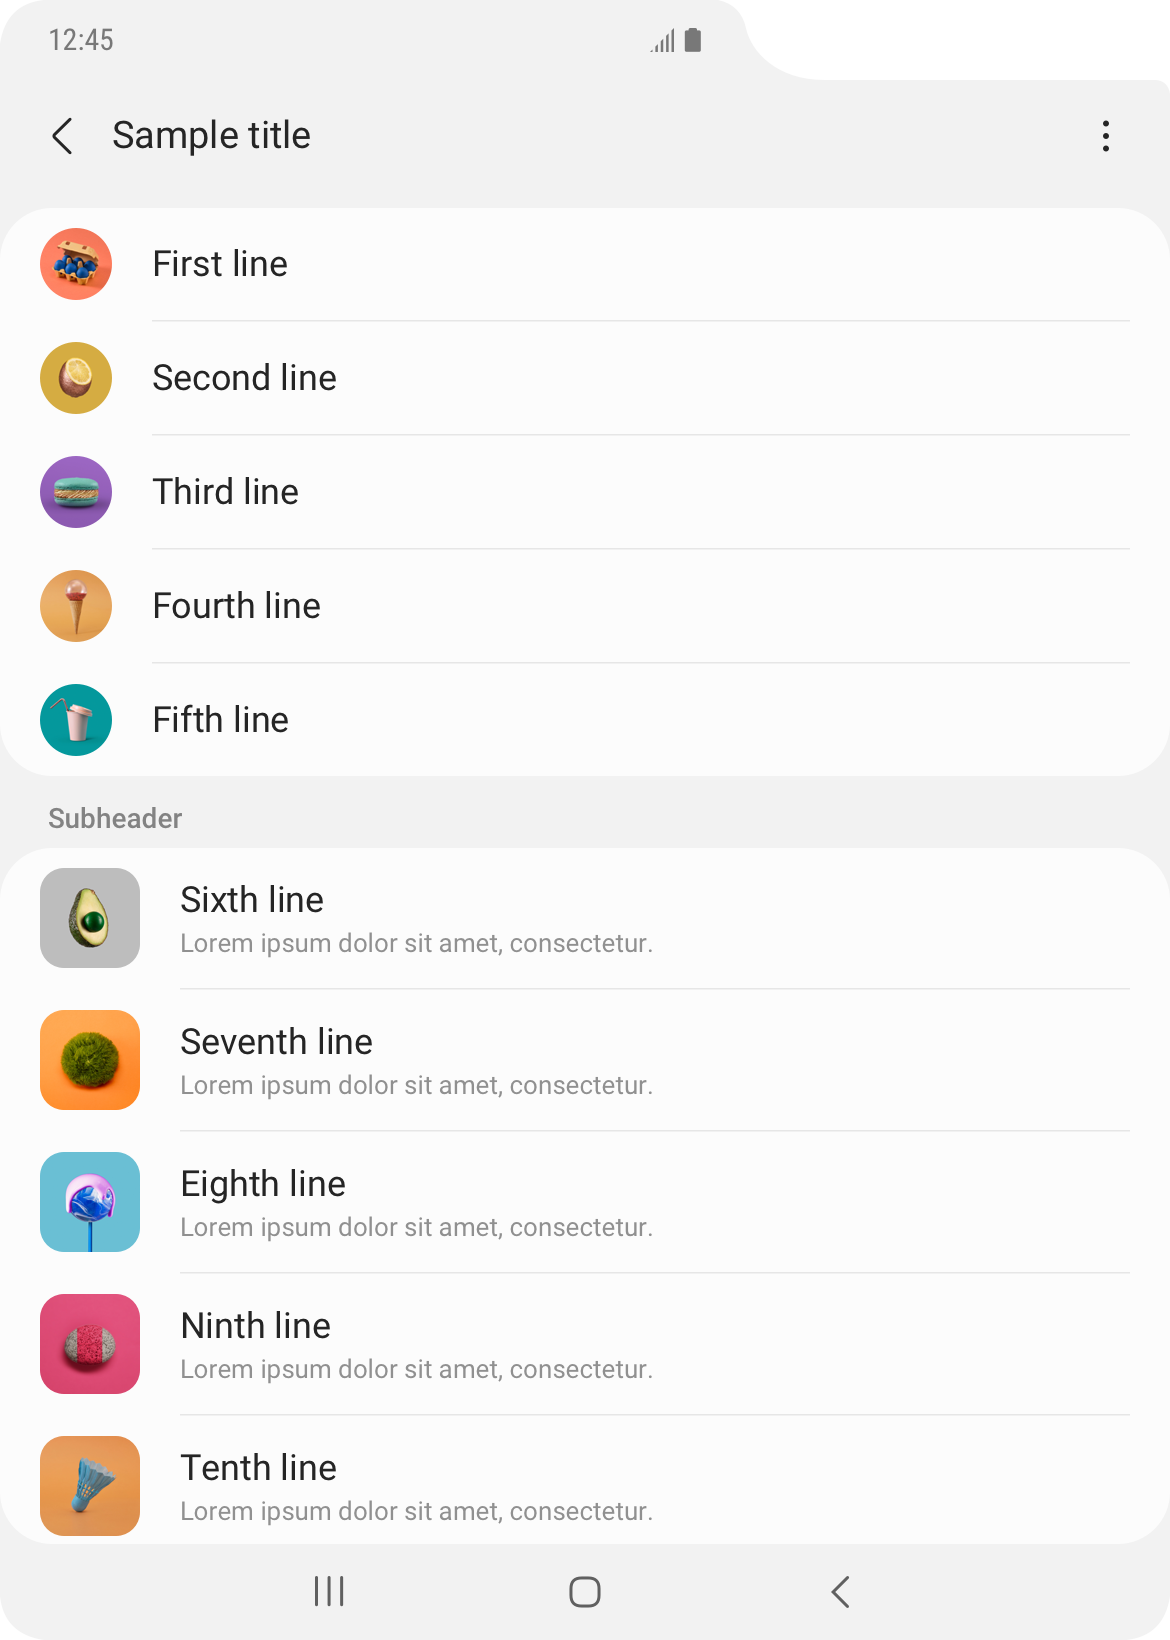 12:45
Sample title
First line
Second line
Third line
Fourth line
Fifth line
Subheader
Sixth line
Lorem ipsum dolor sit amet, consectetur.
Seventh line
Lorem ipsum dolor sit amet, consectetur.
Eighth line
Lorem ipsum dolor sit amet, consectetur.
Ninth line
Lorem ipsum dolor sit amet, consectetur.
Tenth line
Lorem ipsum dolor sit amet, consectetur.